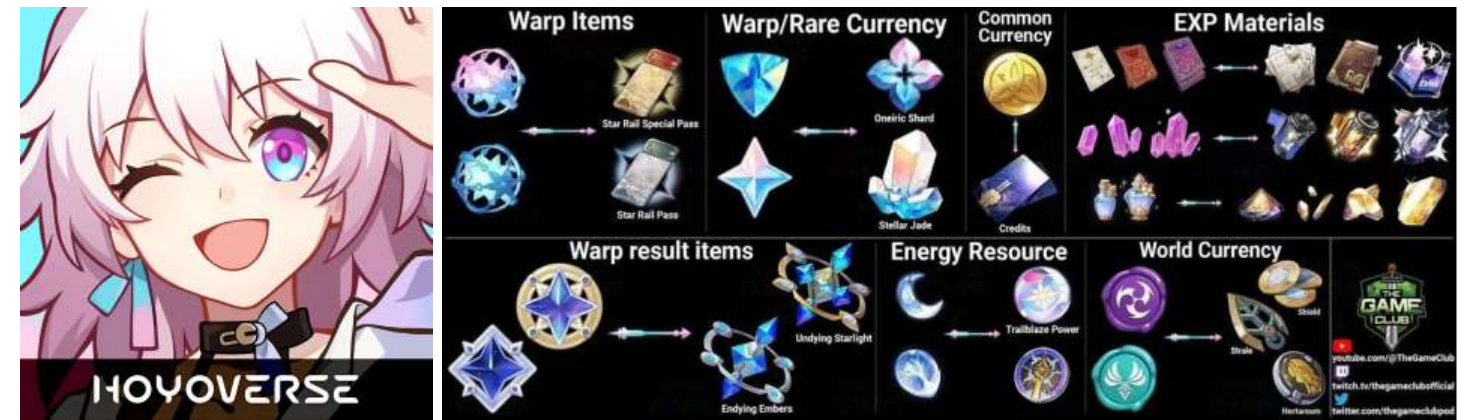 HOYOVERSE
Warp Items
Star Rail Special Pass
Star Rail Pass
Warp/Rare Currency
Oneiric Shard
Stellar Jade
Common
Currency
Credits
EXP Materials
Warp result items
Undying Starlight
Endying Embers
Energy Resource
Trailblaze Power
World Currency
Shield
Strale
Hertareum
THE
GAME
CLUB
youtube.com/@TheGameClub
twitch.tv/thegameclubofficial
twitter.com/thegameclubpod